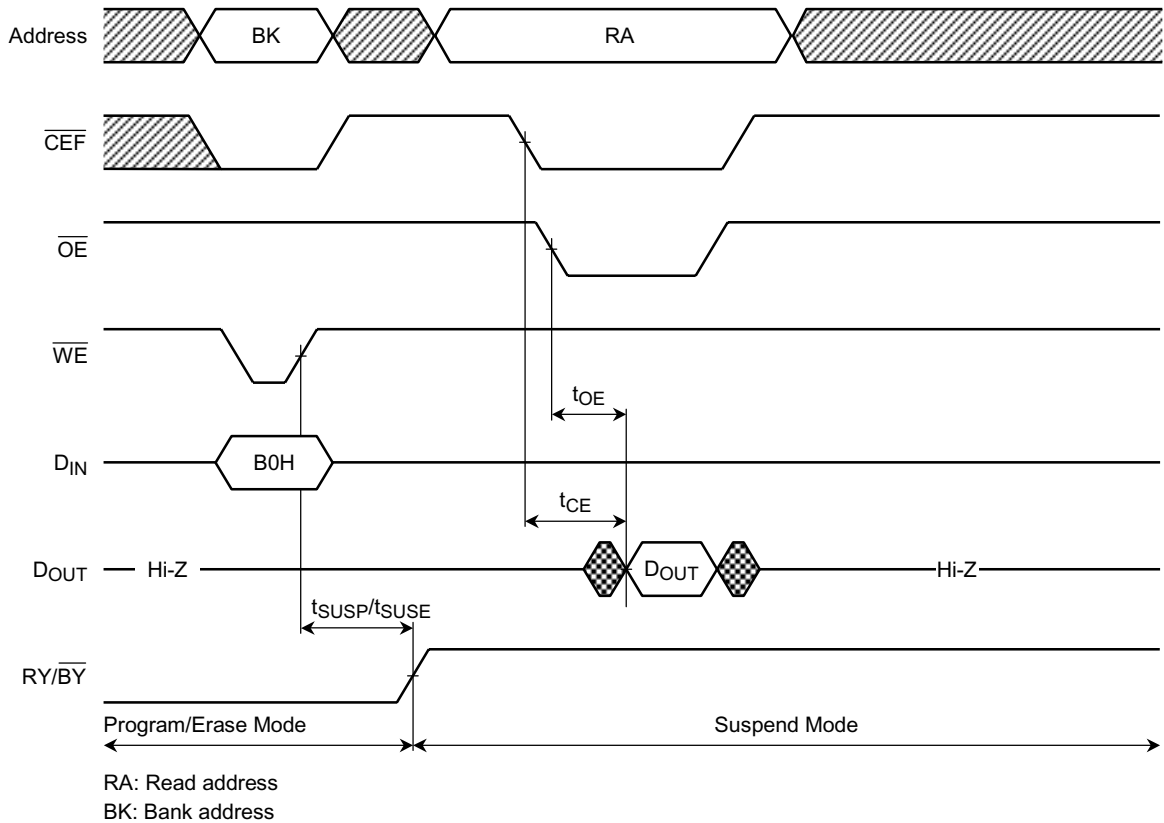 Address BK RA
CEF
OE
WE
tOE
DIN B0H
tCE
DOUT Hi-Z DOUT Hi-Z
tSUSP/tSUSE
RY/BY
Program/Erase Mode Suspend Mode
RA: Read address
BK: Bank address